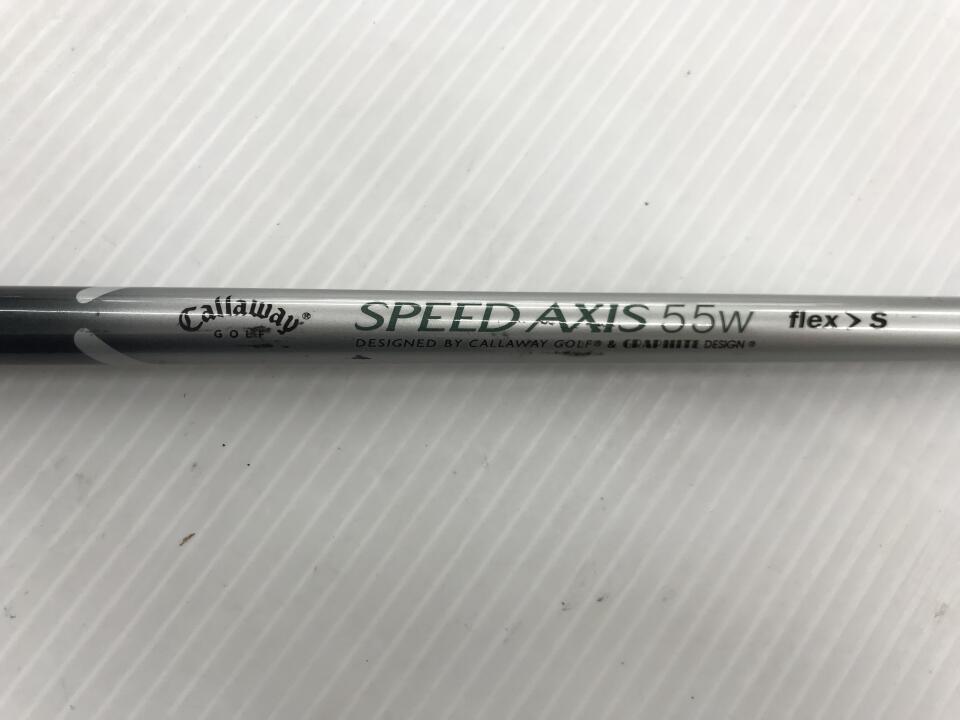 Callaway®
GOLF
SPEED AXIS 55W flex > S
DESIGNED BY CALLAWAY GOLF® & GRAPHITE DESIGN®